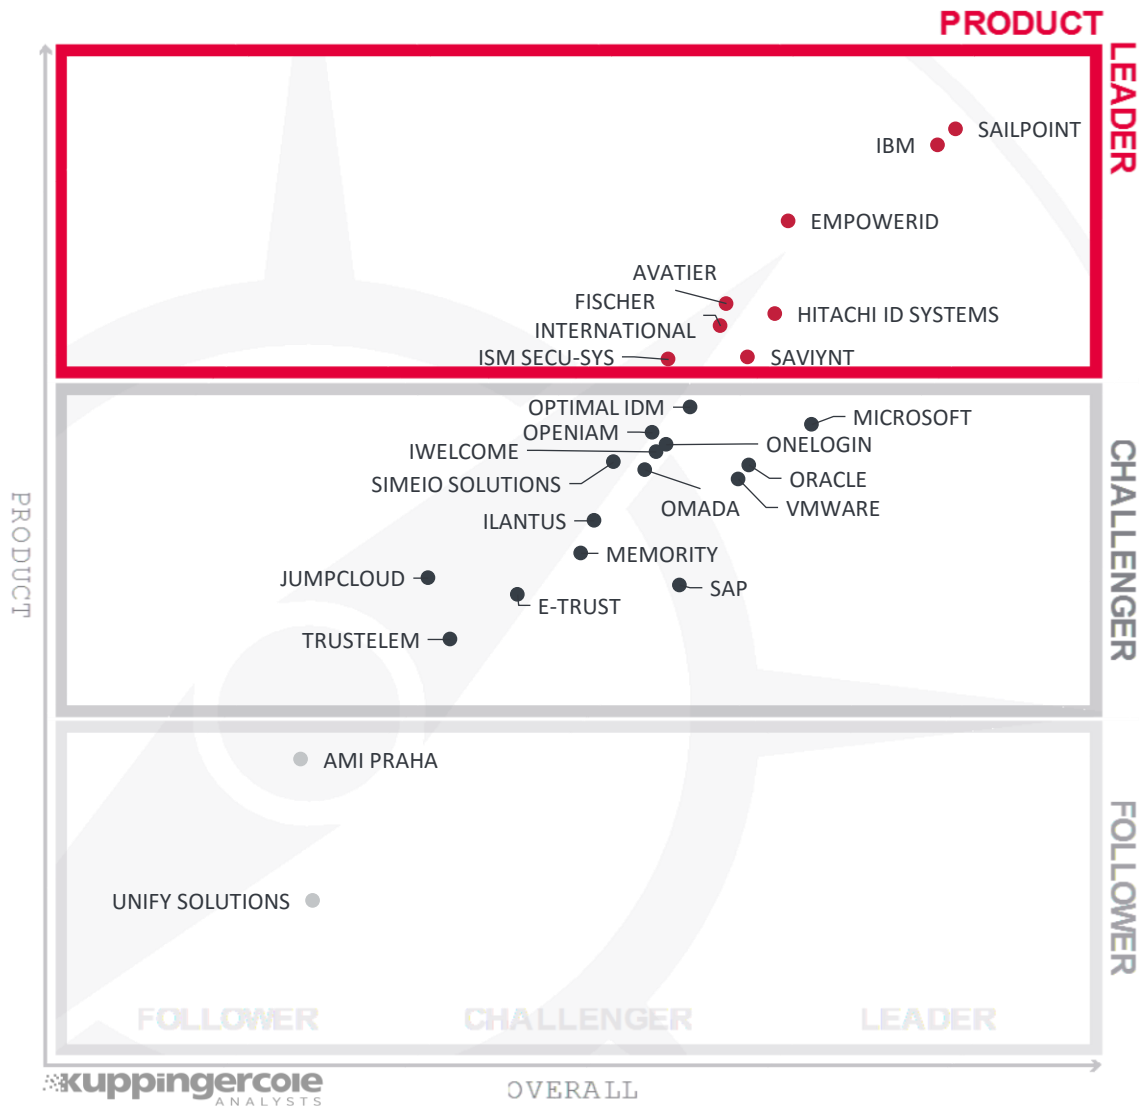 PRODUCT
LEADER
SAILPOINT
IBM
EMPOWERID
AVATIER
FISCHER
INTERNATIONAL
HITACHI ID SYSTEMS
ISM SECU-SYS
SAVIYNT
OPTIMAL IDM
MICROSOFT
OPENIAM
ONELOGIN
IWELCOME
SIMEIO SOLUTIONS
ORACLE
OMADA
VMWARE
ILANTUS
MEMORITY
JUMPCLOUD
SAP
E-TRUST
TRUSTELEM
CHALLENGER
PRODUCT
AMI PRAHA
UNIFY SOLUTIONS
FOLLOWER
FOLLOWER
CHALLENGER
LEADER
kuppingercole
ANALYSTS
OVERALL